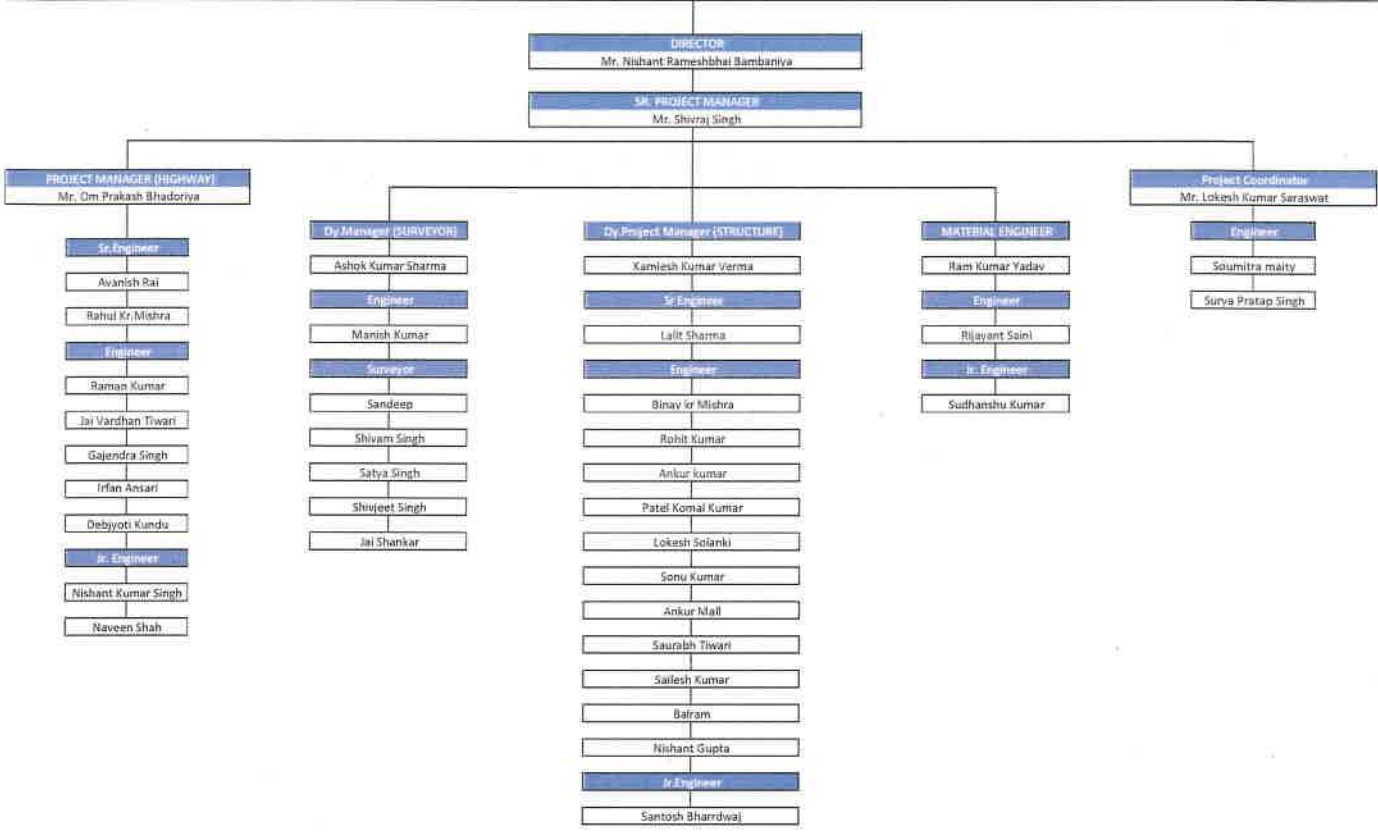 DIRECTOR
Mr. Nishant Rameshbhai Bambaniya
SR. PROJECT MANAGER
Mr. Shivraj Singh
PROJECT MANAGER (HIGHWAY)
Mr. Om Prakash Bhadoriya
Sr.Engineer
Avanish Rai
Rahul Kr.Mishra
Engineer
Raman Kumar
Jai Vardhan Tiwari
Gajendra Singh
Irfan Ansari
Debjyoti Kundu
Jr. Engineer
Nishant Kumar Singh
Naveen Shah
Dy.Manager (SURVEYOR)
Ashok Kumar Sharma
Engineer
Manish Kumar
Surveyor
Sandeep
Shivam Singh
Satya Singh
Shivjeet Singh
Jai Shankar
Dy.Project Manager (STRUCTURE)
Kamlesh Kumar Verma
Sr Engineer
Lalit Sharma
Engineer
Binav kr Mishra
Rohit Kumar
Ankur kumar
Patel Komal Kumar
Lokesh Solanki
Sonu Kumar
Ankur Mall
Saurabh Tiwari
Sailesh Kumar
Balram
Nishant Gupta
Jr.Engineer
Santosh Bharrdwaj
MATERIAL ENGINEER
Ram Kumar Yadav
Engineer
Rijayant Saini
Jr. Engineer
Sudhanshu Kumar
Project Coordinator
Mr. Lokesh Kumar Saraswat
Engineer
Soumitra maity
Surya Pratap Singh